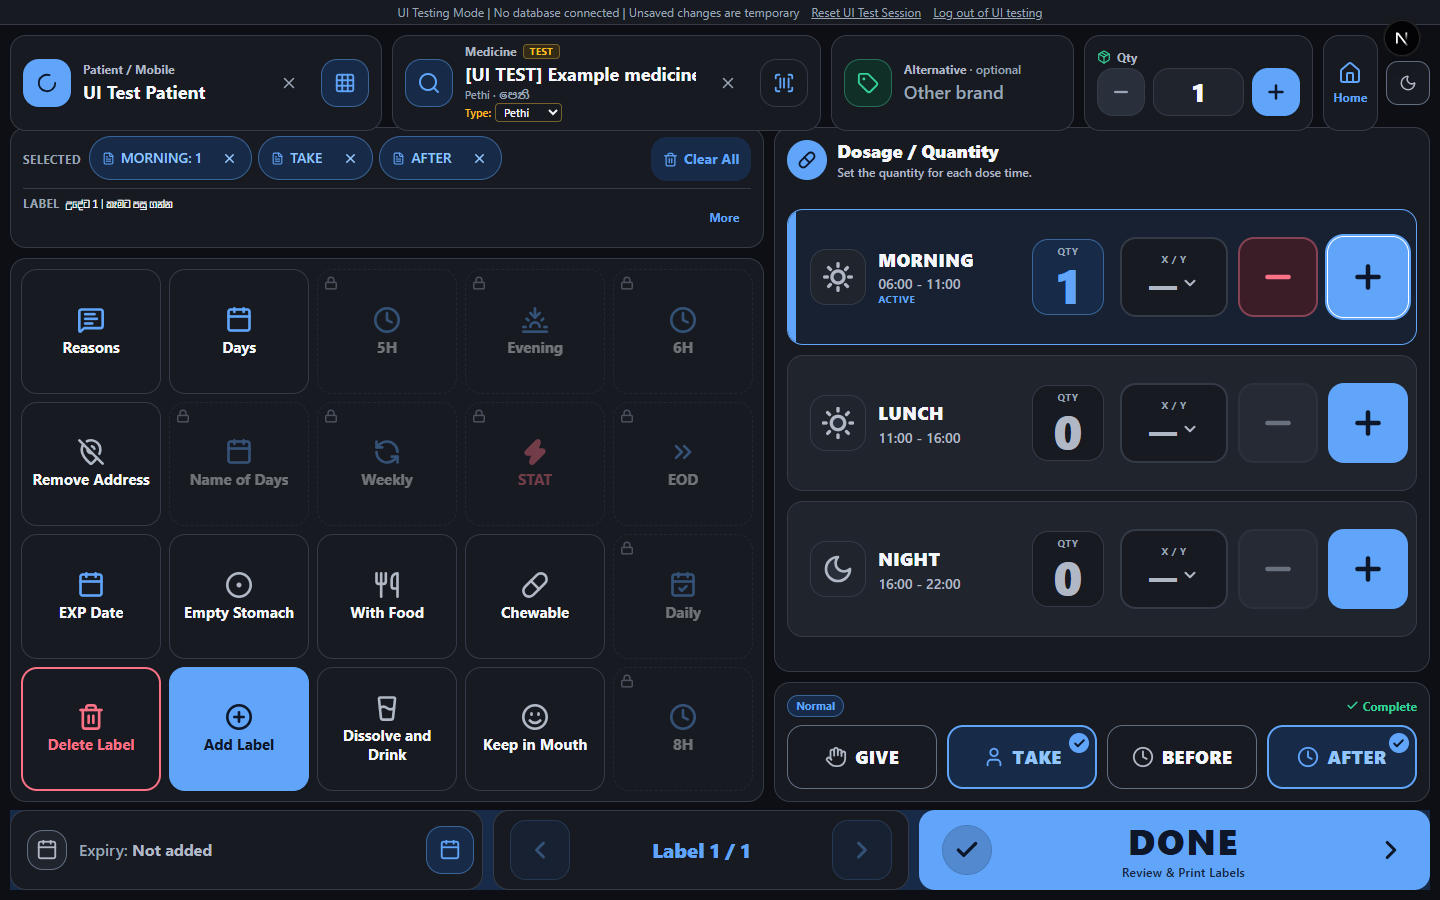 UI Testing Mode | No database connected | Unsaved changes are temporary Reset UI Test Session Log out of UI testing
Patient / Mobile
UI Test Patient
Medicine TEST
[UI TEST] Example medicine
Pethi · පෙති
Type: Pethi
Alternative · optional
Other brand
Qty
1
Home
N
SELECTED MORNING: 1 TAKE AFTER Clear All
LABEL උදේට 1 | කෑමට පසු ගන්න
More
Reasons
Days
5H
Evening
6H
Remove Address
Name of Days
Weekly
STAT
EOD
EXP Date
Empty Stomach
With Food
Chewable
Daily
Delete Label
Add Label
Dissolve and
Drink
Keep in Mouth
8H
Dosage / Quantity
Set the quantity for each dose time.
MORNING
06:00 - 11:00
ACTIVE
QTY
1
X / Y
—
LUNCH
11:00 - 16:00
QTY
0
X / Y
—
NIGHT
16:00 - 22:00
QTY
0
X / Y
—
Normal
Complete
GIVE
TAKE
BEFORE
AFTER
Expiry: Not added
Label 1 / 1
DONE
Review & Print Labels